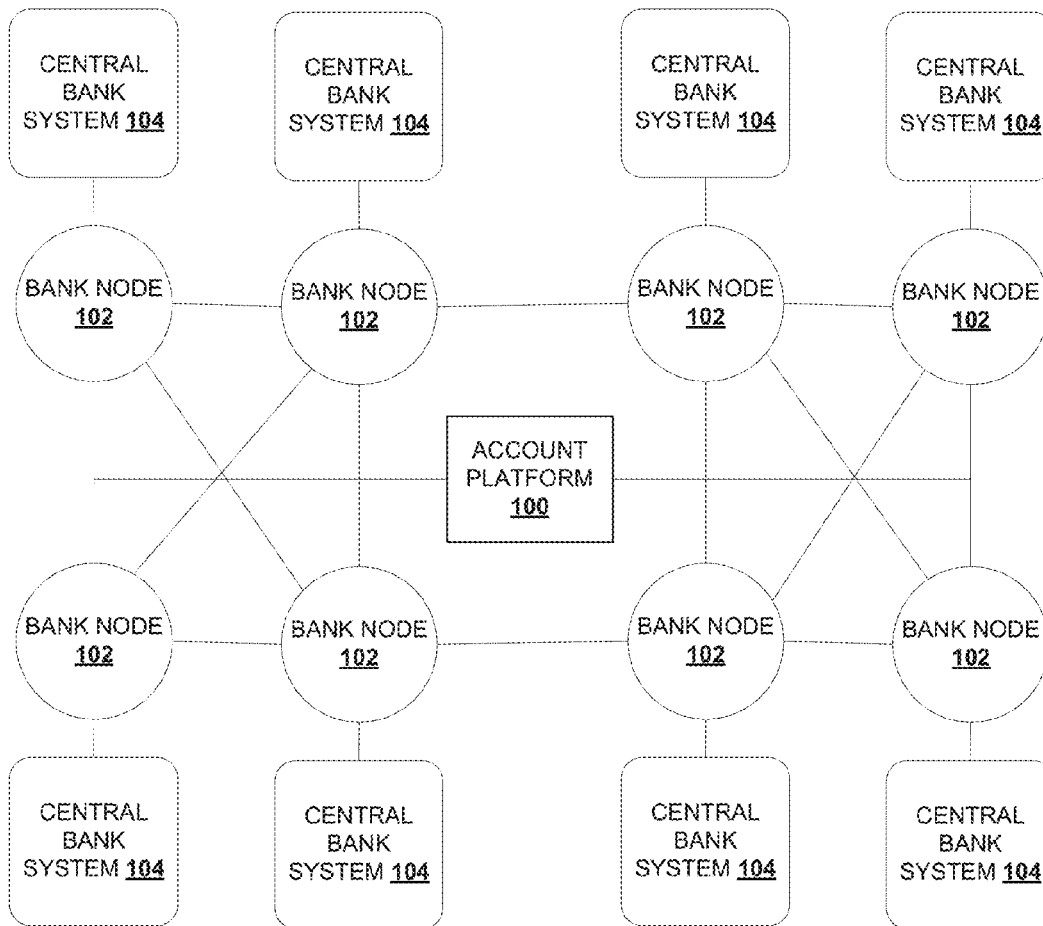 CENTRAL
BANK
SYSTEM 104
CENTRAL
BANK
SYSTEM 104
CENTRAL
BANK
SYSTEM 104
CENTRAL
BANK
SYSTEM 104
BANK NODE
102
BANK NODE
102
BANK NODE
102
BANK NODE
102
ACCOUNT
PLATFORM
100
BANK NODE
102
BANK NODE
102
BANK NODE
102
BANK NODE
102
CENTRAL
BANK
SYSTEM 104
CENTRAL
BANK
SYSTEM 104
CENTRAL
BANK
SYSTEM 104
CENTRAL
BANK
SYSTEM 104